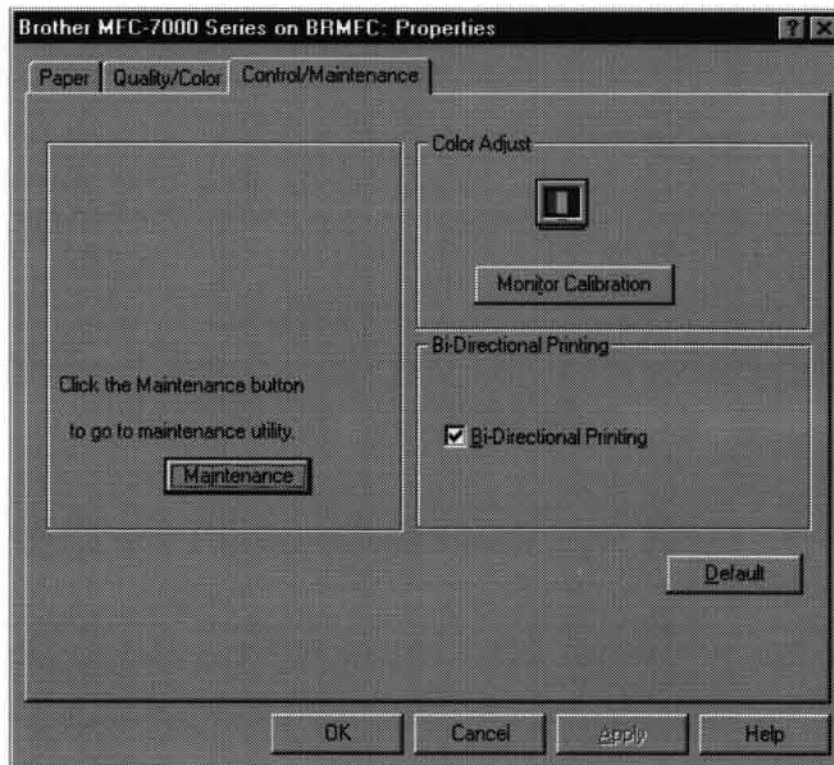 Brother MFC-7000 Series on BRMFC: Properties
Paper
Quality/Color
Control/Maintenance
Click the Maintenance button
to go to maintenance utility.
Maintenance
Color Adjust
Monitor Calibration
Bi-Directional Printing
Bi-Directional Printing
Default
OK
Cancel
Apply
Help